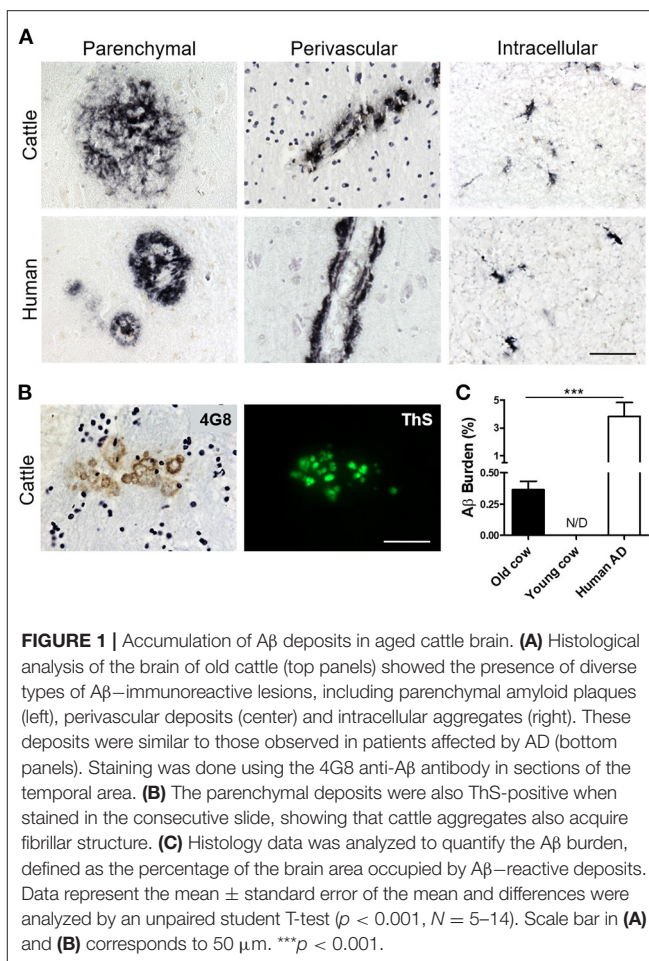 A
Parenchymal Perivascular Intracellular
Cattle
Human
B
4G8 ThS
Cattle
C
***
Aβ Burden (%)
5
3
1
0.50
0.25
0.00
N/D
Old cow Young cow Human AD
FIGURE 1 | Accumulation of Aβ deposits in aged cattle brain. (A) Histological
analysis of the brain of old cattle (top panels) showed the presence of diverse
types of Aβ−immunoreactive lesions, including parenchymal amyloid plaques
(left), perivascular deposits (center) and intracellular aggregates (right). These
deposits were similar to those observed in patients affected by AD (bottom
panels). Staining was done using the 4G8 anti-Aβ antibody in sections of the
temporal area. (B) The parenchymal deposits were also ThS-positive when
stained in the consecutive slide, showing that cattle aggregates also acquire
fibrillar structure. (C) Histology data was analyzed to quantify the Aβ burden,
defined as the percentage of the brain area occupied by Aβ−reactive deposits.
Data represent the mean ± standard error of the mean and differences were
analyzed by an unpaired student T-test (p < 0.001, N = 5–14). Scale bar in (A)
and (B) corresponds to 50 μm. ***p < 0.001.